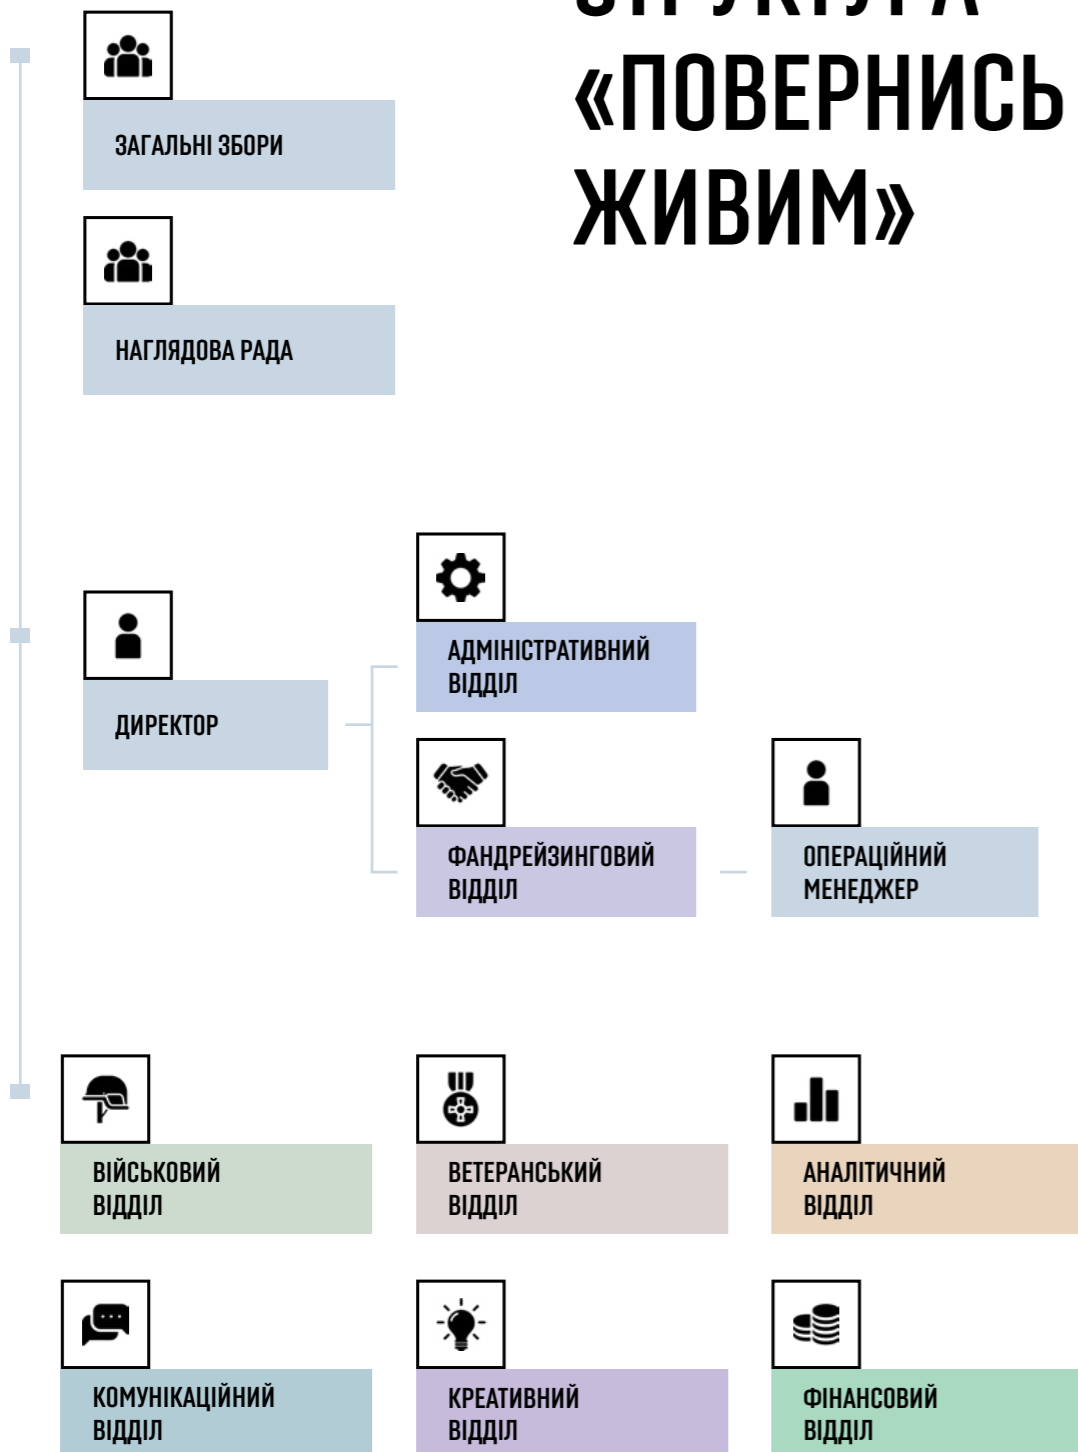 СТРУКТУРА
«ПОВЕРНИСЬ
ЖИВИМ»
ЗАГАЛЬНІ ЗБОРИ
НАГЛЯДОВА РАДА
ДИРЕКТОР
АДМІНІСТРАТИВНИЙ
ВІДДІЛ
ФАНДРЕЙЗИНГОВИЙ
ВІДДІЛ
ОПЕРАЦІЙНИЙ
МЕНЕДЖЕР
ВІЙСЬКОВИЙ
ВІДДІЛ
ВЕТЕРАНСЬКИЙ
ВІДДІЛ
АНАЛІТИЧНИЙ
ВІДДІЛ
КОМУНІКАЦІЙНИЙ
ВІДДІЛ
КРЕАТИВНИЙ
ВІДДІЛ
ФІНАНСОВИЙ
ВІДДІЛ